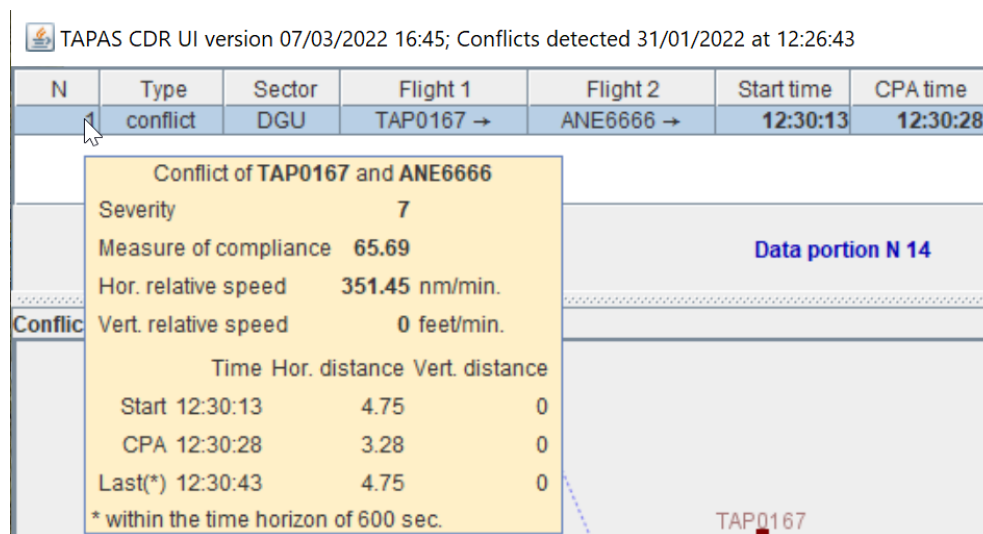 TAPAS CDR UI version 07/03/2022 16:45; Conflicts detected 31/01/2022 at 12:26:43
N Type Sector Flight 1 Flight 2 Start time CPA time
1 conflict DGU TAP0167 → ANE6666 → 12:30:13 12:30:28
Conflict of TAP0167 and ANE6666
Severity 7
Measure of compliance 65.69
Data portion N 14
Hor. relative speed 351.45 nm/min.
Conflic
Vert. relative speed 0 feet/min.
Time Hor. distance Vert. distance
Start 12:30:13 4.75 0
CPA 12:30:28 3.28 0
Last(*) 12:30:43 4.75 0
* within the time horizon of 600 sec.
TAP0167